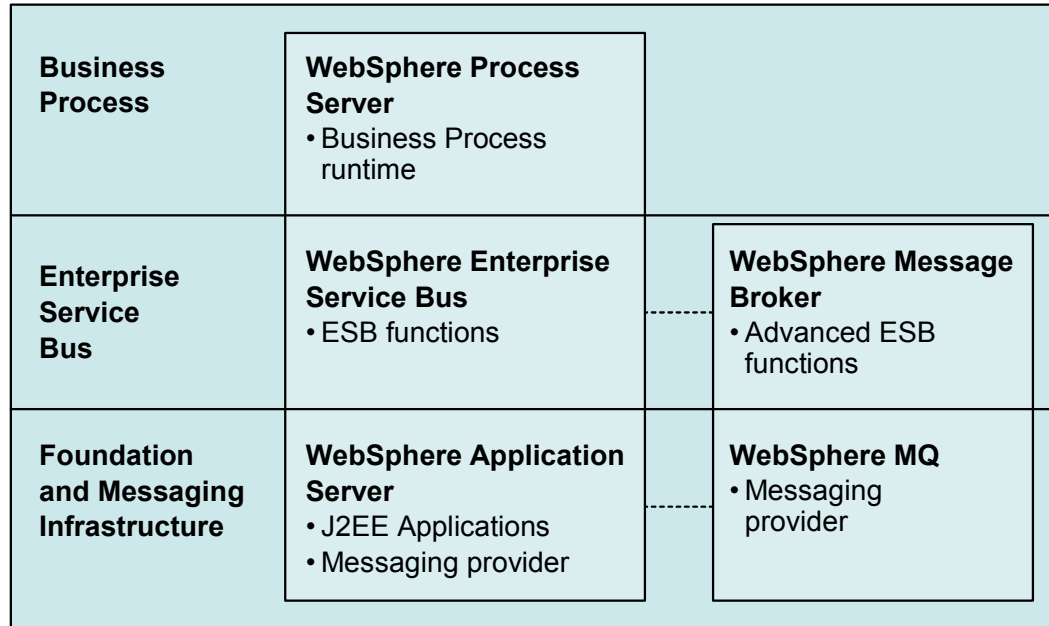 Business
Process
WebSphere Process
Server
• Business Process
runtime
Enterprise
Service
Bus
WebSphere Enterprise
Service Bus
• ESB functions
WebSphere Message
Broker
• Advanced ESB
functions
Foundation
and Messaging
Infrastructure
WebSphere Application
Server
• J2EE Applications
• Messaging provider
WebSphere MQ
• Messaging
provider